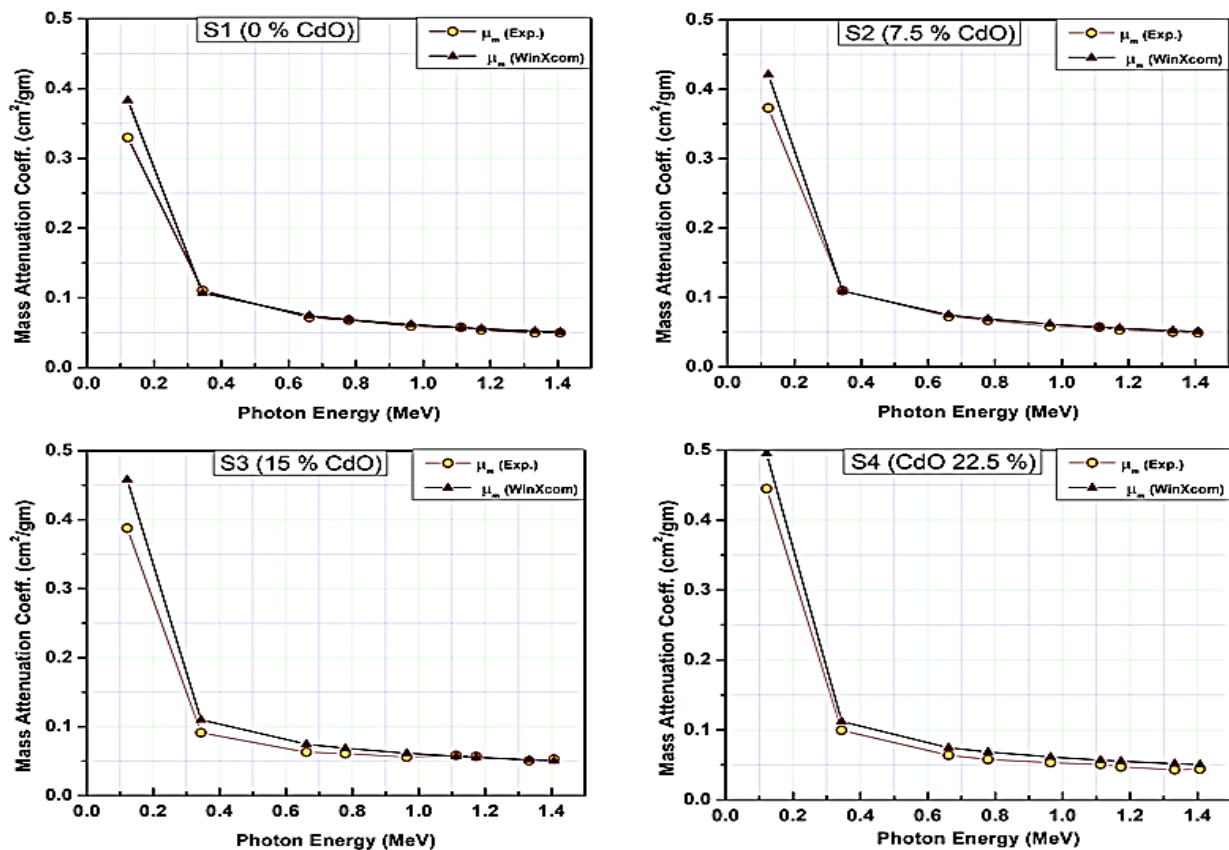 S1 (0 % CdO)
μm (Exp.)
μm (WinXcom)
Mass Attenuation Coeff. (cm²/gm)
0.5
0.4
0.3
0.2
0.1
0.0
0.0 0.2 0.4 0.6 0.8 1.0 1.2 1.4
Photon Energy (MeV)
S2 (7.5 % CdO)
μm (Exp.)
μm (WinXcom)
Mass Attenuation Coeff. (cm²/gm)
0.5
0.4
0.3
0.2
0.1
0.0
0.0 0.2 0.4 0.6 0.8 1.0 1.2 1.4
Photon Energy (MeV)
S3 (15 % CdO)
μm (Exp.)
μm (WinXcom)
Mass Attenuation Coeff. (cm²/gm)
0.5
0.4
0.3
0.2
0.1
0.0
0.0 0.2 0.4 0.6 0.8 1.0 1.2 1.4
Photon Energy (MeV)
S4 (CdO 22.5 %)
μm (Exp.)
μm (WinXcom)
Mass Attenuation Coeff. (cm²/gm)
0.5
0.4
0.3
0.2
0.1
0.0
0.0 0.2 0.4 0.6 0.8 1.0 1.2 1.4
Photon Energy (MeV)